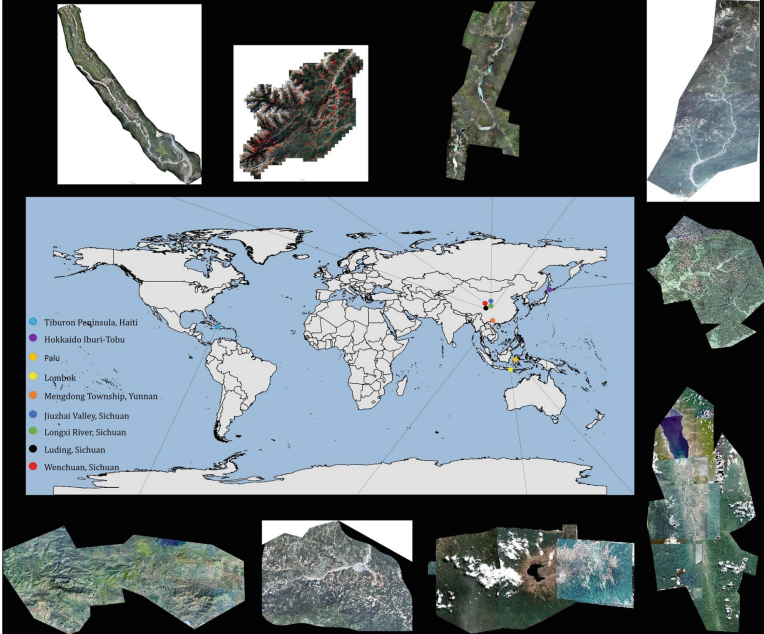 Tiburon Peninsula, Haiti
Hokkaido Iburi-Tobu
Palu
Lombok
Mengdong Township, Yunnan
Jiuzhai Valley, Sichuan
Longxi River, Sichuan
Luding, Sichuan
Wenchuan, Sichuan